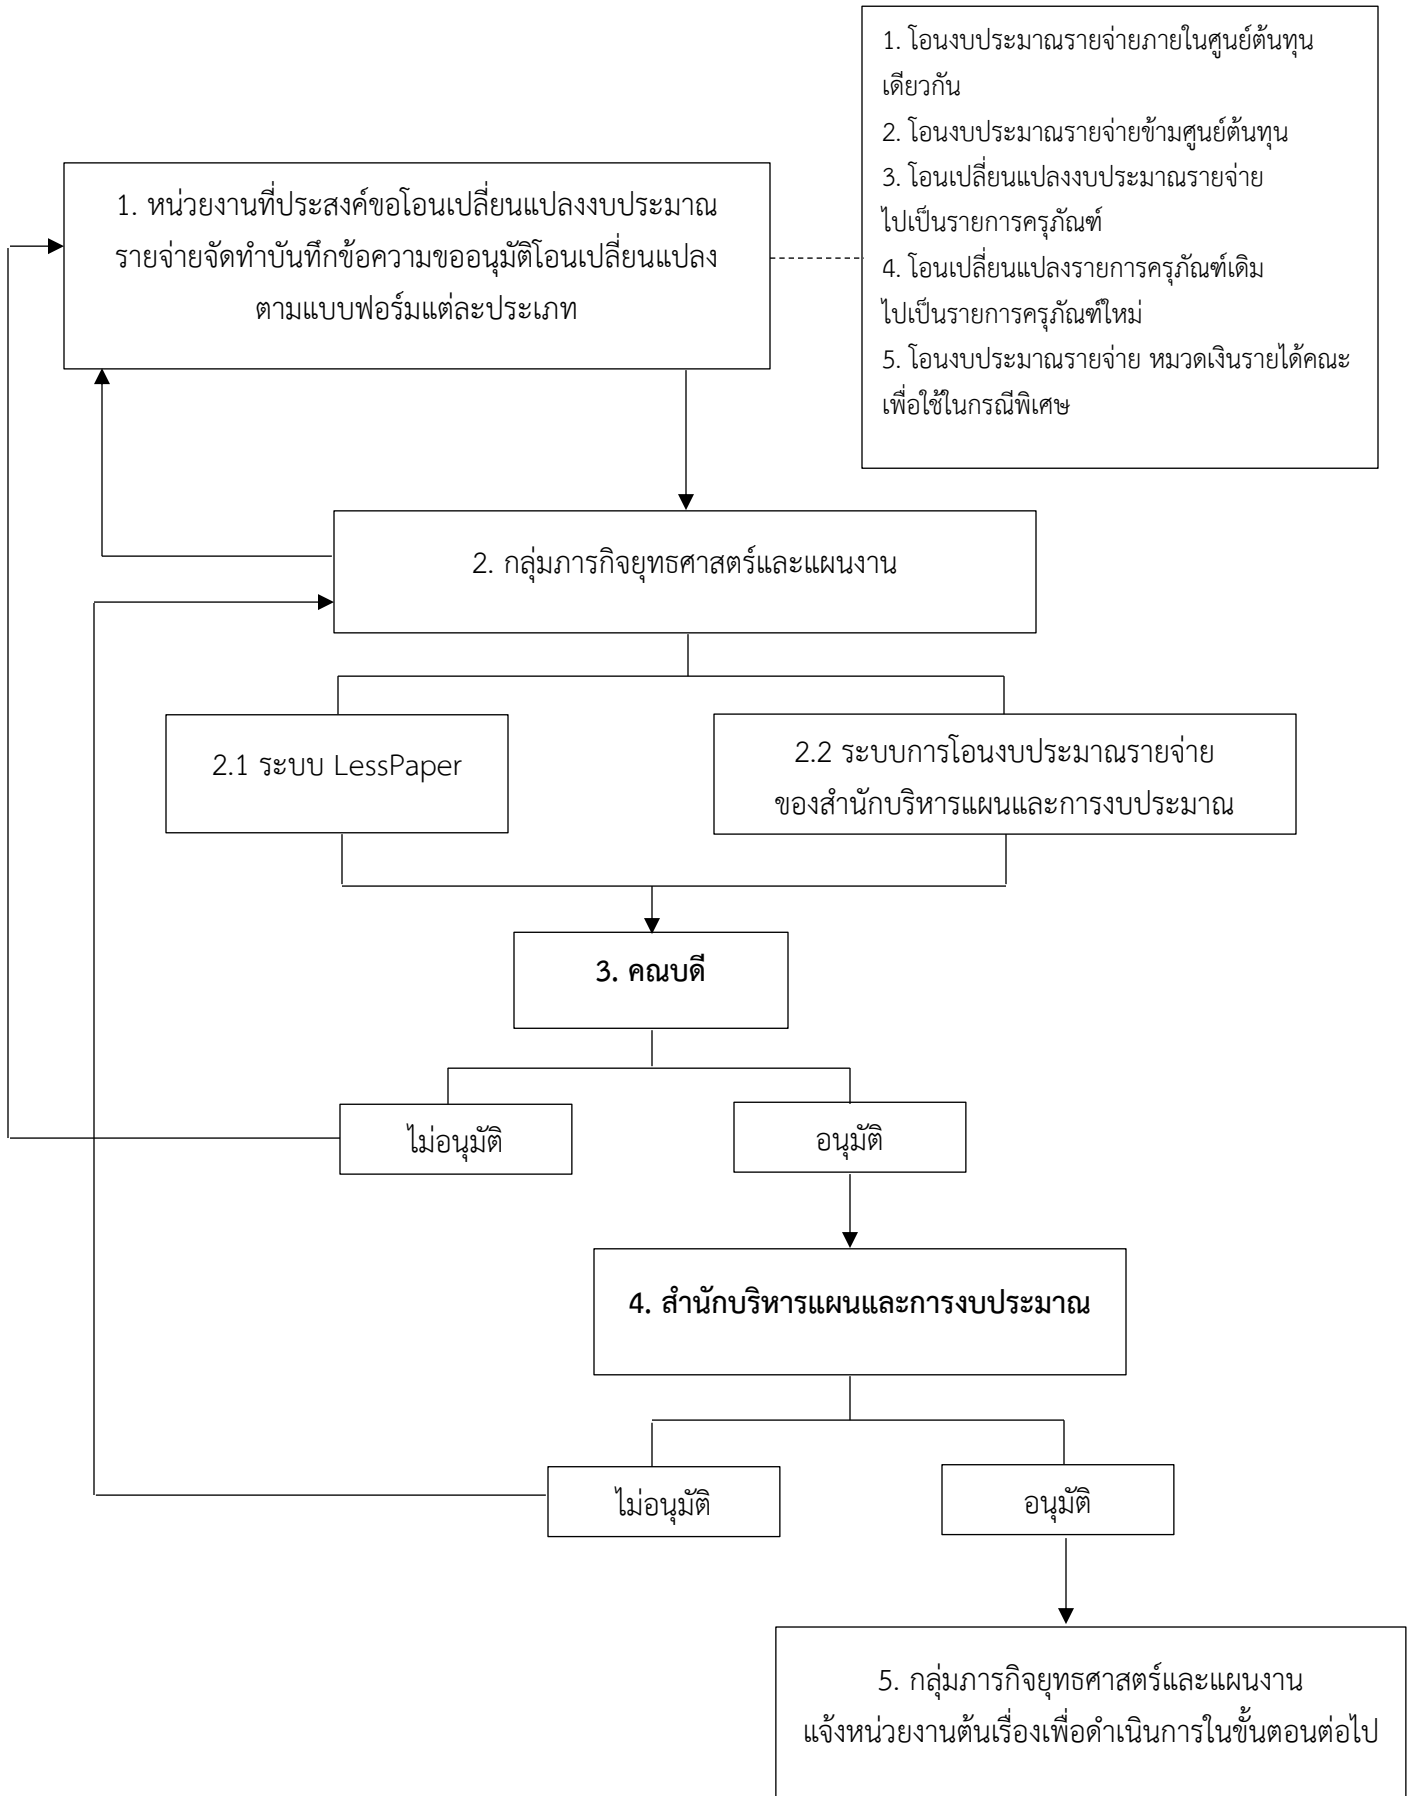 1. โอนงบประมาณรายจ่ายภายในศูนย์ต้นทุน
เดียวกัน
2. โอนงบประมาณรายจ่ายข้ามศูนย์ต้นทุน
3. โอนเปลี่ยนแปลงงบประมาณรายจ่าย
ไปเป็นรายการครุภัณฑ์
4. โอนเปลี่ยนแปลงรายการครุภัณฑ์เดิม
ไปเป็นรายการครุภัณฑ์ใหม่
5. โอนงบประมาณรายจ่าย หมวดเงินรายได้คณะ
เพื่อใช้ในกรณีพิเศษ
1. หน่วยงานที่ประสงค์ขอโอนเปลี่ยนแปลงงบประมาณ
รายจ่ายจัดทำบันทึกข้อความขออนุมัติโอนเปลี่ยนแปลง
ตามแบบฟอร์มแต่ละประเภท
2. กลุ่มภารกิจยุทธศาสตร์และแผนงาน
2.1 ระบบ LessPaper
2.2 ระบบการโอนงบประมาณรายจ่าย
ของสำนักบริหารแผนและการงบประมาณ
3. คณบดี
ไม่อนุมัติ
อนุมัติ
4. สำนักบริหารแผนและการงบประมาณ
ไม่อนุมัติ
อนุมัติ
5. กลุ่มภารกิจยุทธศาสตร์และแผนงาน
แจ้งหน่วยงานต้นเรื่องเพื่อดำเนินการในขั้นตอนต่อไป